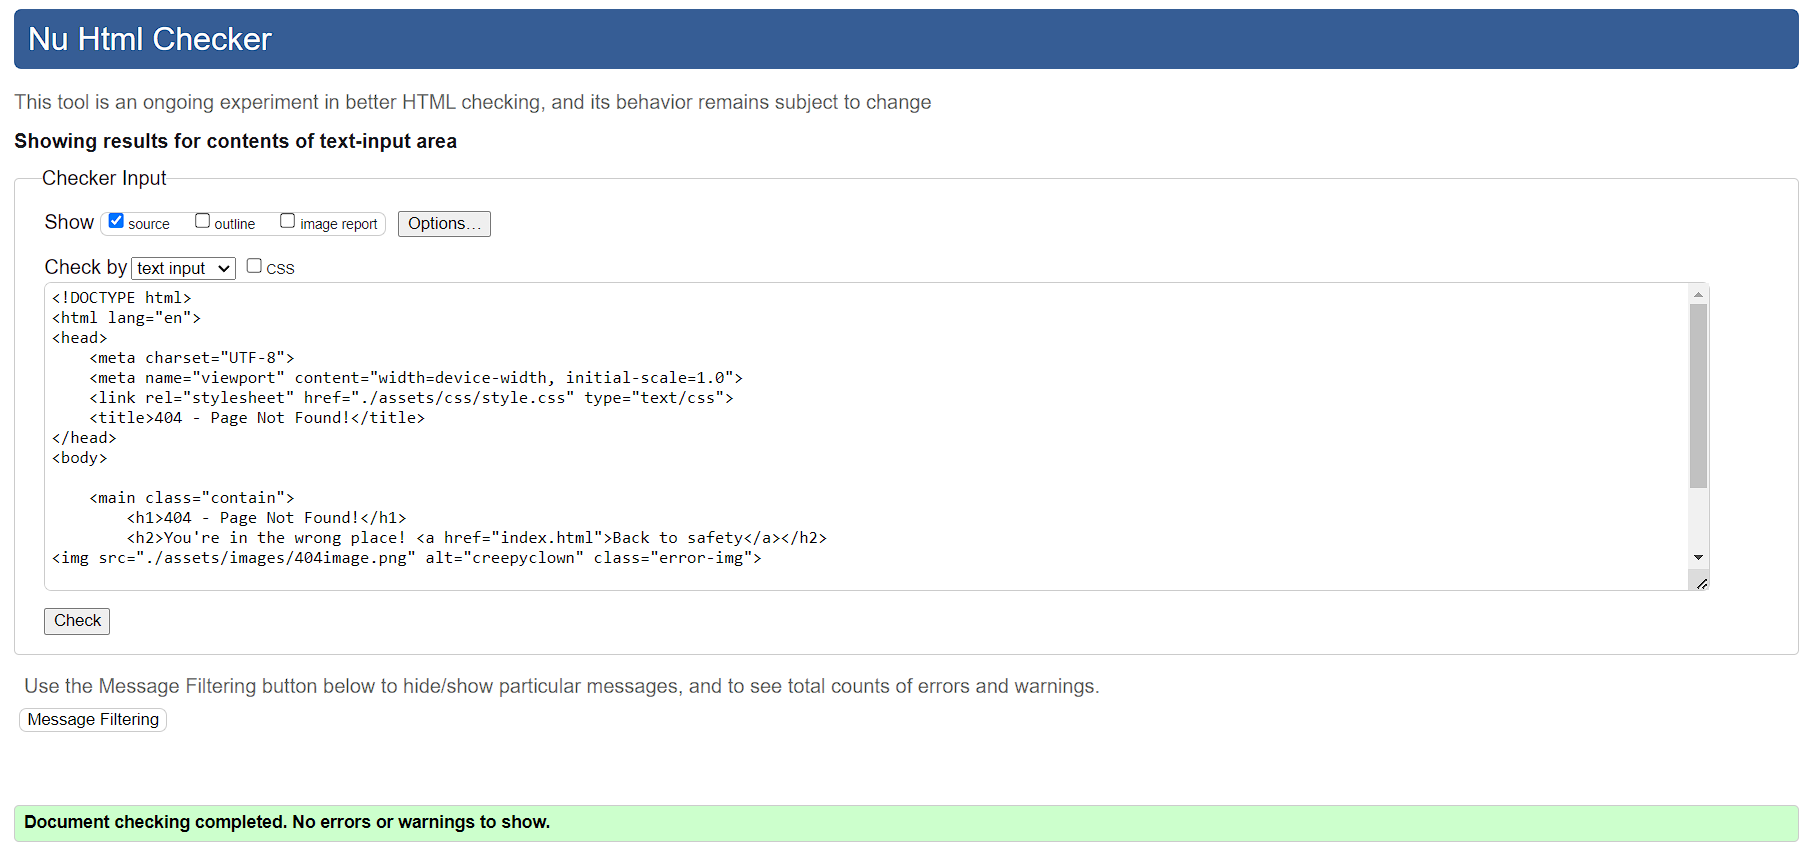 Nu Html Checker
This tool is an ongoing experiment in better HTML checking, and its behavior remains subject to change
Showing results for contents of text-input area
Checker Input
Show source outline image report Options...
Check by text input CSS
<!DOCTYPE html>
<html lang="en">
<head>
    <meta charset="UTF-8">
    <meta name="viewport" content="width=device-width, initial-scale=1.0">
    <link rel="stylesheet" href="./assets/css/style.css" type="text/css">
    <title>404 - Page Not Found!</title>
</head>
<body>
    <main class="contain">
        <h1>404 - Page Not Found!</h1>
        <h2>You're in the wrong place! <a href="index.html">Back to safety</a></h2>
<img src="./assets/images/404image.png" alt="creepyclown" class="error-img">
Check
Use the Message Filtering button below to hide/show particular messages, and to see total counts of errors and warnings.
Message Filtering
Document checking completed. No errors or warnings to show.